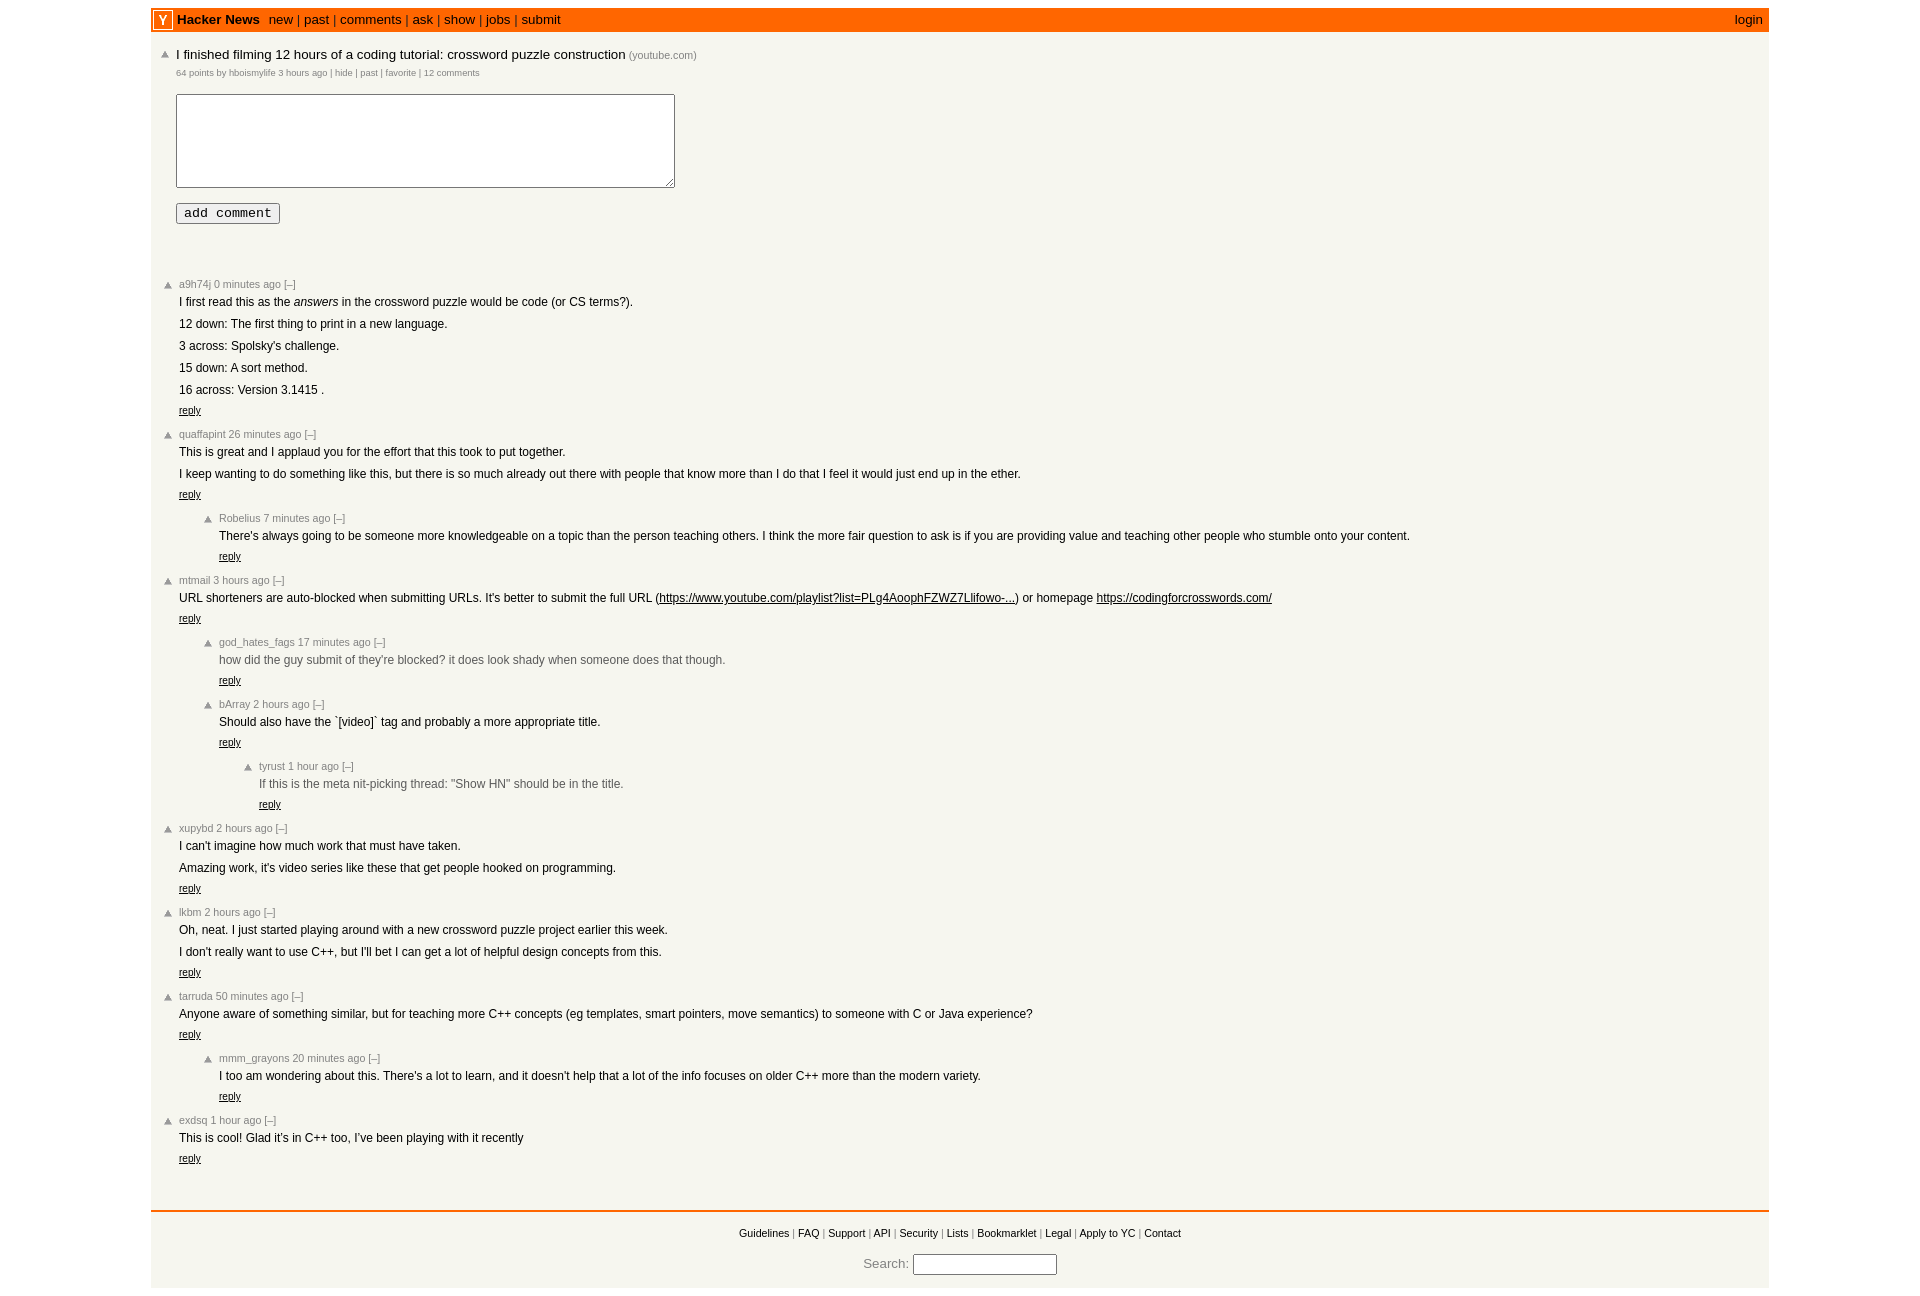 Y Hacker News new | past | comments | ask | show | jobs | submit login
I finished filming 12 hours of a coding tutorial: crossword puzzle construction (youtube.com)
64 points by hboismylife 3 hours ago | hide | past | favorite | 12 comments
add comment
a9h74j 0 minutes ago [–]
I first read this as the answers in the crossword puzzle would be code (or CS terms?).
12 down: The first thing to print in a new language.
3 across: Spolsky's challenge.
15 down: A sort method.
16 across: Version 3.1415 .
reply
quaffapint 26 minutes ago [–]
This is great and I applaud you for the effort that this took to put together.
I keep wanting to do something like this, but there is so much already out there with people that know more than I do that I feel it would just end up in the ether.
reply
Robelius 7 minutes ago [–]
There's always going to be someone more knowledgeable on a topic than the person teaching others. I think the more fair question to ask is if you are providing value and teaching other people who stumble onto your content.
reply
mtmail 3 hours ago [–]
URL shorteners are auto-blocked when submitting URLs. It's better to submit the full URL (https://www.youtube.com/playlist?list=PLg4AoophFZWZ7Llifowo-...) or homepage https://codingforcrosswords.com/
reply
god_hates_fags 17 minutes ago [–]
how did the guy submit of they're blocked? it does look shady when someone does that though.
reply
bArray 2 hours ago [–]
Should also have the `[video]` tag and probably a more appropriate title.
reply
tyrust 1 hour ago [–]
If this is the meta nit-picking thread: "Show HN" should be in the title.
reply
xupybd 2 hours ago [–]
I can't imagine how much work that must have taken.
Amazing work, it's video series like these that get people hooked on programming.
reply
lkbm 2 hours ago [–]
Oh, neat. I just started playing around with a new crossword puzzle project earlier this week.
I don't really want to use C++, but I'll bet I can get a lot of helpful design concepts from this.
reply
tarruda 50 minutes ago [–]
Anyone aware of something similar, but for teaching more C++ concepts (eg templates, smart pointers, move semantics) to someone with C or Java experience?
reply
mmm_grayons 20 minutes ago [–]
I too am wondering about this. There's a lot to learn, and it doesn't help that a lot of the info focuses on older C++ more than the modern variety.
reply
exdsq 1 hour ago [–]
This is cool! Glad it’s in C++ too, I’ve been playing with it recently
reply
Guidelines | FAQ | Support | API | Security | Lists | Bookmarklet | Legal | Apply to YC | Contact
Search: